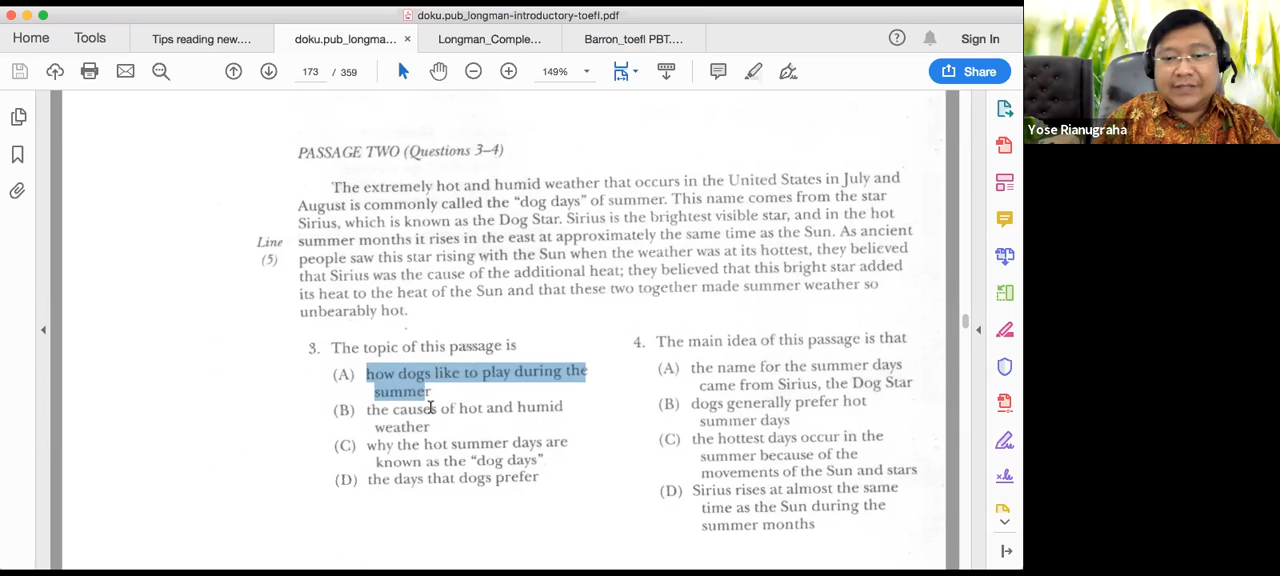 doku.pub_longman-introductory-toefl.pdf
Home
Tools
Tips reading new....
doku.pub_longma... ×
Longman_Comple...
Barron_toefl PBT....
Sign In
173 / 359
149%
Share
Yose Rianugraha
PASSAGE TWO (Questions 3–4)
The extremely hot and humid weather that occurs in the United States in July and
August is commonly called the "dog days" of summer. This name comes from the star
Sirius, which is known as the Dog Star. Sirius is the brightest visible star, and in the hot
Line summer months it rises in the east at approximately the same time as the Sun. As ancient
(5) people saw this star rising with the Sun when the weather was at its hottest, they believed
that Sirius was the cause of the additional heat; they believed that this bright star added
its heat to the heat of the Sun and that these two together made summer weather so
unbearably hot.
3. The topic of this passage is
(A) how dogs like to play during the
summer
(B) the causes of hot and humid
weather
(C) why the hot summer days are
known as the "dog days"
(D) the days that dogs prefer
4. The main idea of this passage is that
(A) the name for the summer days
came from Sirius, the Dog Star
(B) dogs generally prefer hot
summer days
(C) the hottest days occur in the
summer because of the
movements of the Sun and stars
(D) Sirius rises at almost the same
time as the Sun during the
summer months